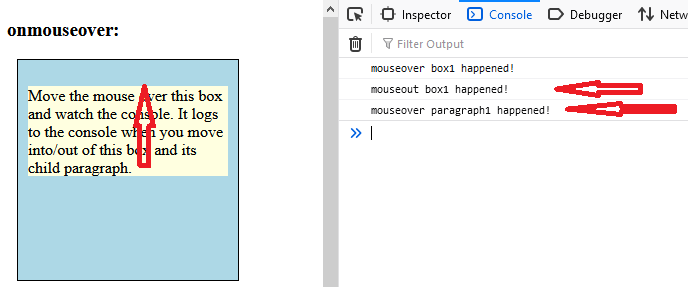 onmouseover:
Move the mouse over this box
and watch the console. It logs
to the console when you move
into/out of this box and its
child paragraph.
Inspector Console Debugger Netw
Filter Output
mouseover box1 happened!
mouseout box1 happened!
mouseover paragraph1 happened!